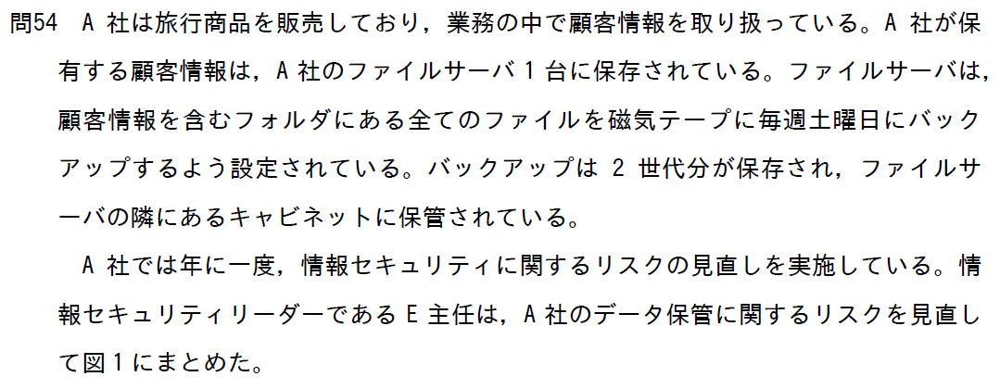 問54 A 社は旅行商品を販売しており，業務の中で顧客情報を取り扱っている。A 社が保
有する顧客情報は，A 社のファイルサーバ 1 台に保存されている。ファイルサーバは，
顧客情報を含むフォルダにある全てのファイルを磁気テープに毎週土曜日にバック
アップするよう設定されている。バックアップは 2 世代分が保存され，ファイルサ
ーバの隣にあるキャビネットに保管されている。
A 社では年に一度，情報セキュリティに関するリスクの見直しを実施している。情
報セキュリティリーダーである E 主任は，A 社のデータ保管に関するリスクを見直し
て図 1 にまとめた。